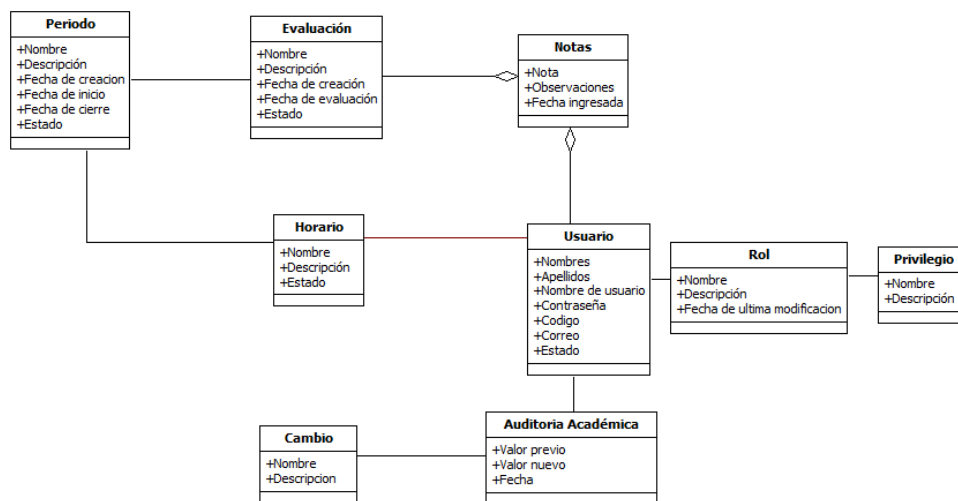 Periodo
+Nombre
+Descripción
+Fecha de creacion
+Fecha de inicio
+Fecha de cierre
+Estado
Evaluación
+Nombre
+Descripción
+Fecha de creación
+Fecha de evaluación
+Estado
Notas
+Nota
+Observaciones
+Fecha ingresada
Horario
+Nombre
+Descripción
+Estado
Usuario
+Nombres
+Apellidos
+Nombre de usuario
+Contraseña
+Codigo
+Correo
+Estado
Rol
+Nombre
+Descripción
+Fecha de ultima modificacion
Privilegio
+Nombre
+Descripción
Cambio
+Nombre
+Descripcion
Auditoria Académica
+Valor previo
+Valor nuevo
+Fecha